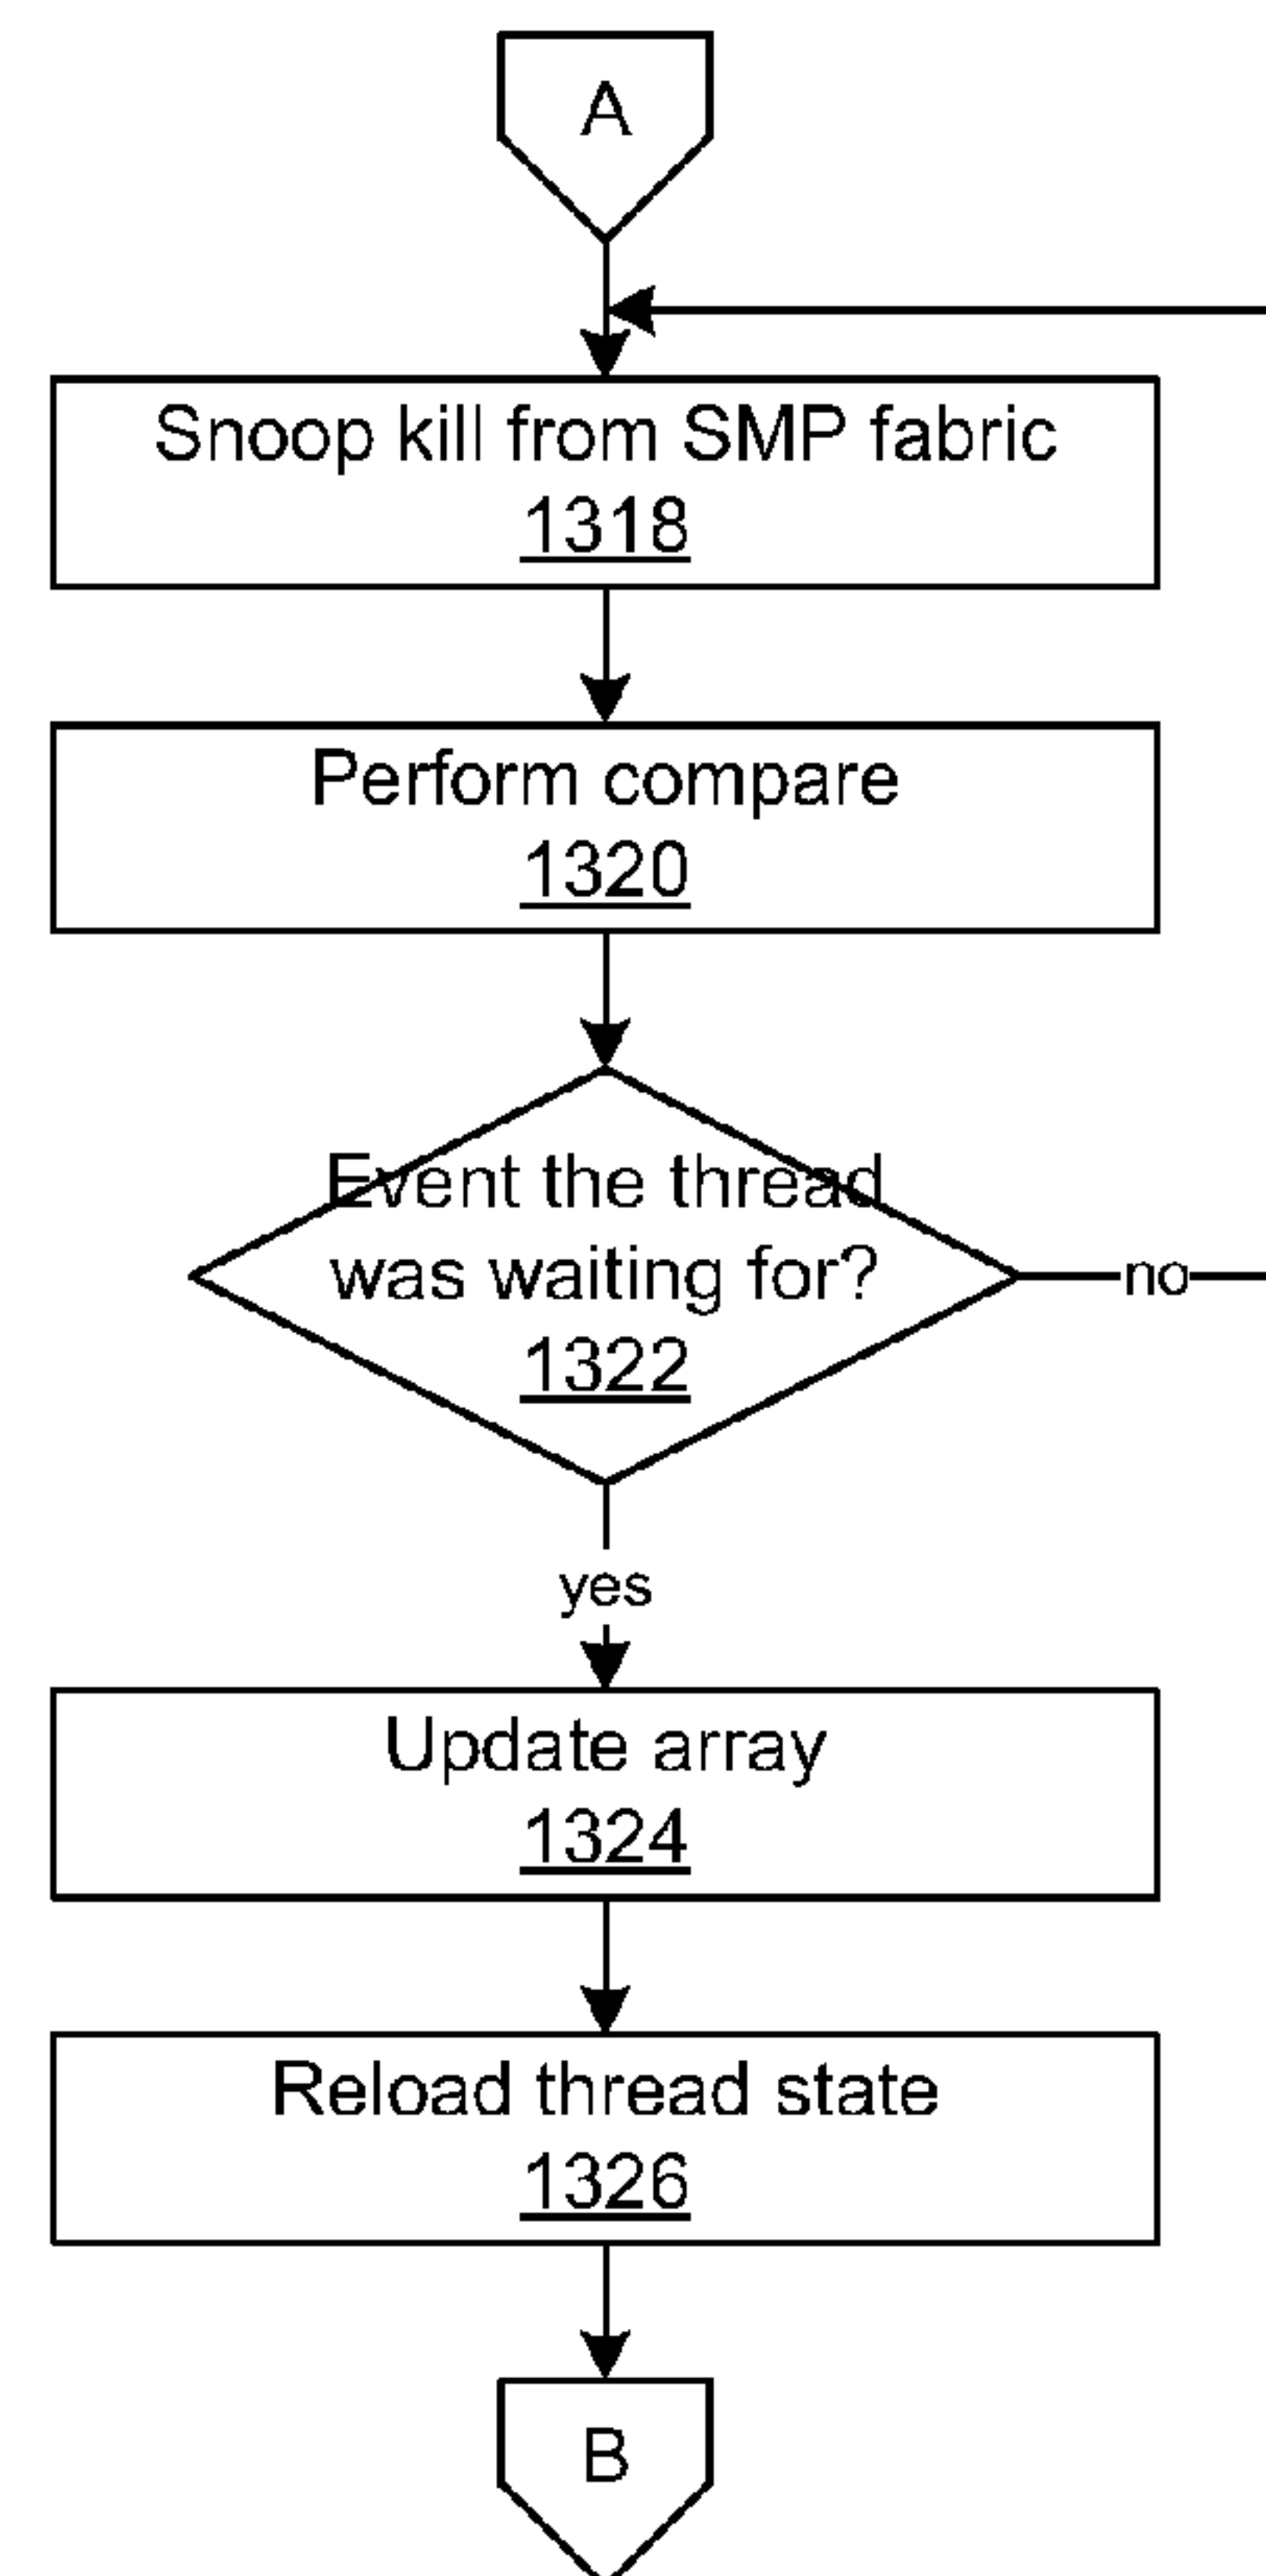 A
Snoop kill from SMP fabric
1318
Perform compare
1320
Event the thread
was waiting for?
1322
no
yes
Update array
1324
Reload thread state
1326
B